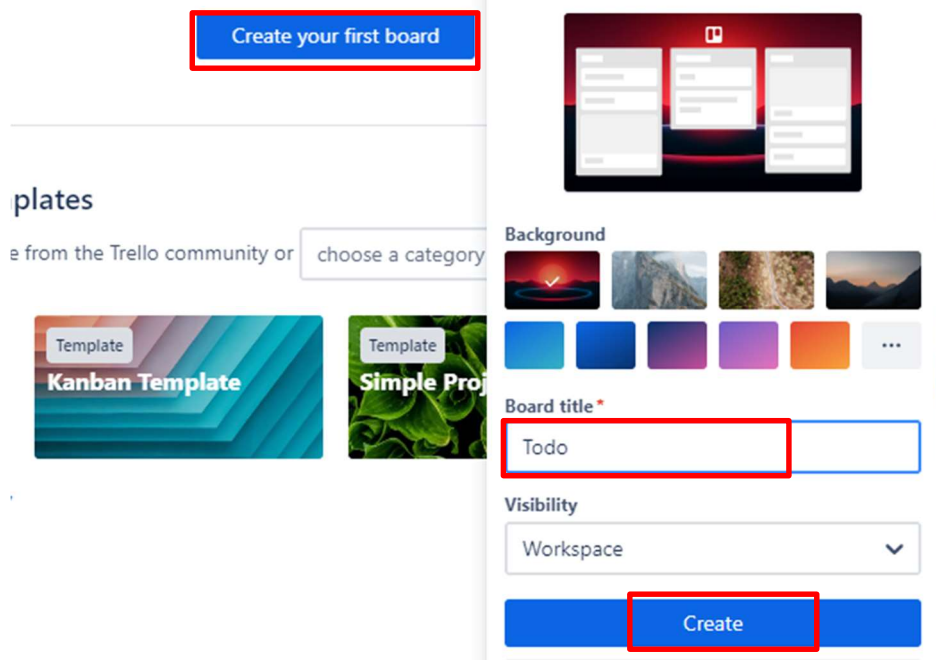 Create your first board
plates
e from the Trello community or
choose a category
Template
Kanban Template
Template
Simple Proj
Background
Board title*
Todo
Visibility
Workspace
Create